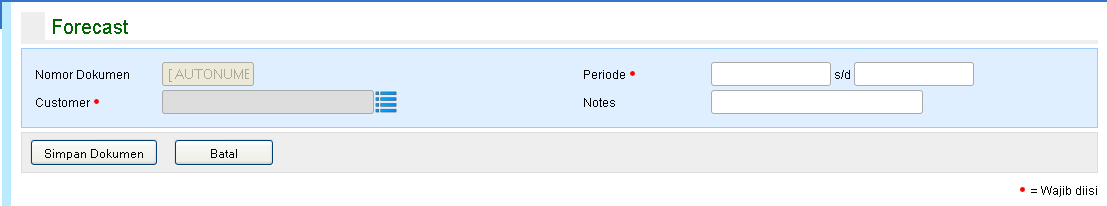 Forecast
Nomor Dokumen [AUTONUME Periode • s/d
Customer • Notes
Simpan Dokumen Batal
• = Wajib diisi